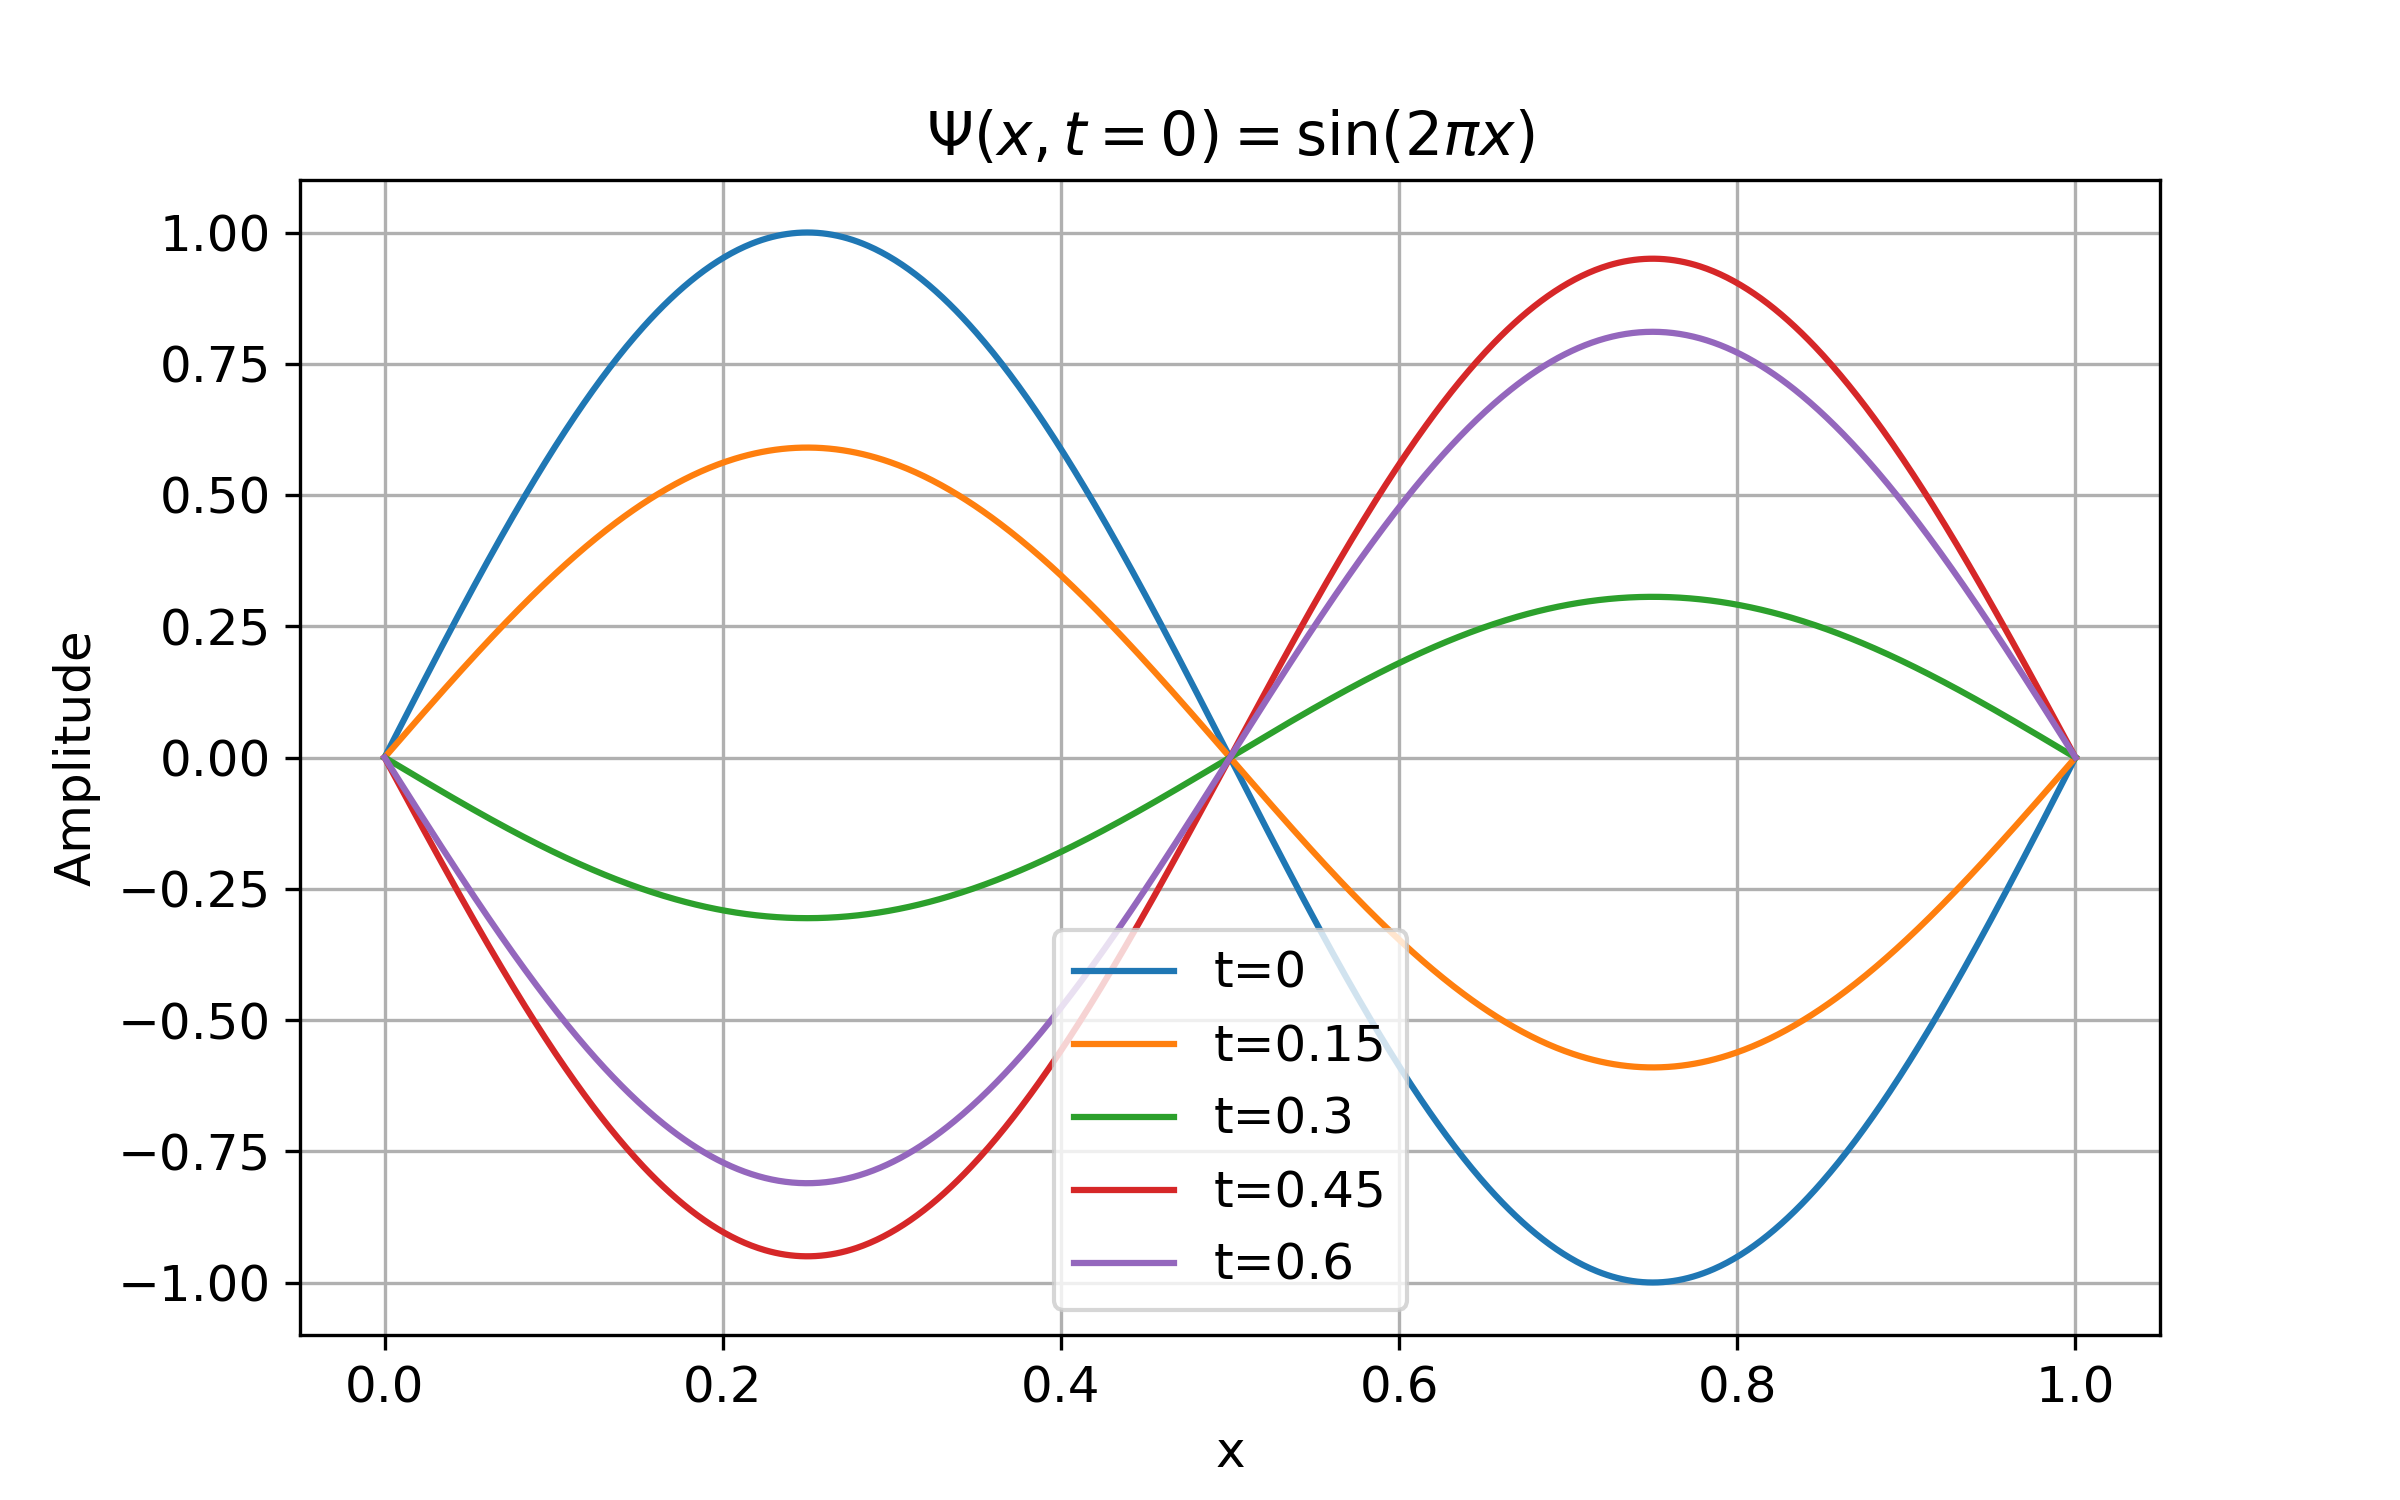 Ψ(x, t = 0) = sin(2πx)
1.00
0.75
0.50
0.25
0.00
−0.25
−0.50
−0.75
−1.00
Amplitude
t=0
t=0.15
t=0.3
t=0.45
t=0.6
0.0 0.2 0.4 0.6 0.8 1.0
x